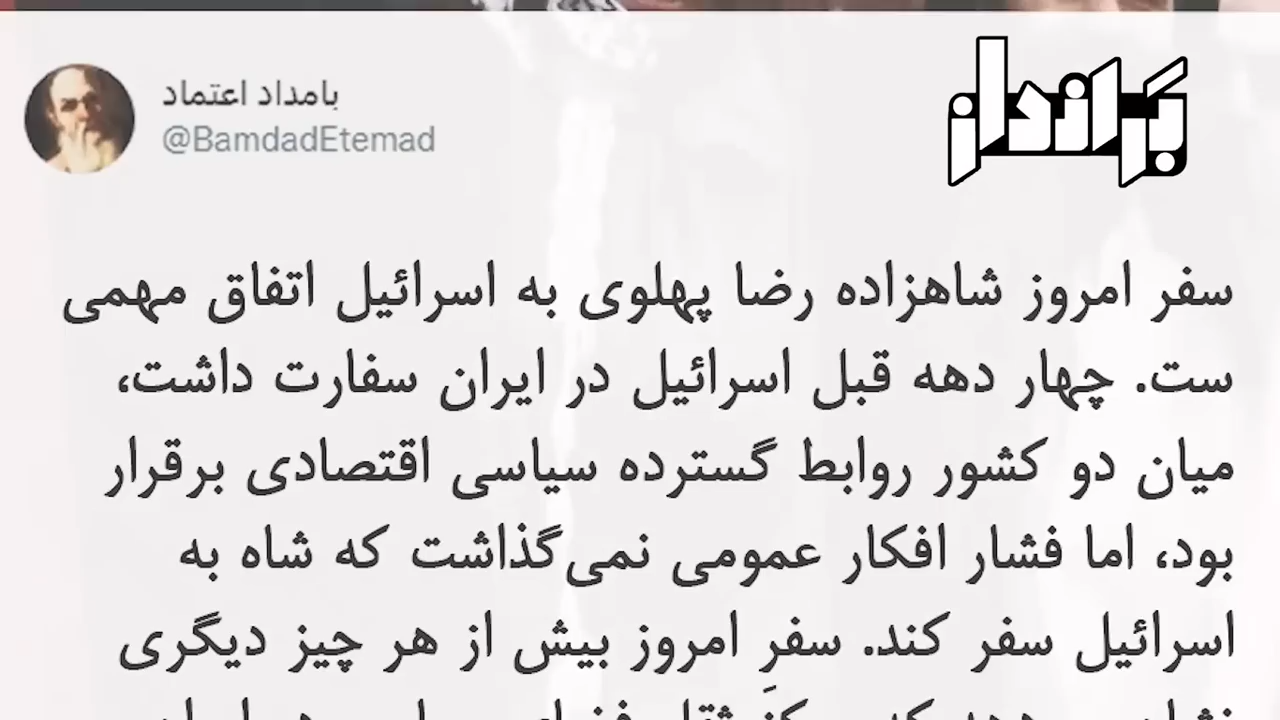 بامداد اعتماد
@BamdadEtemad
بَرانداز
سفر امروز شاهزاده رضا پهلوی به اسرائیل اتفاق مهمی
ست. چهار دهه قبل اسرائیل در ایران سفارت داشت،
میان دو کشور روابط گسترده سیاسی اقتصادی برقرار
بود، اما فشار افکار عمومی نمی‌گذاشت که شاه به
اسرائیل سفر کند. سفرِ امروز بیش از هر چیز دیگری